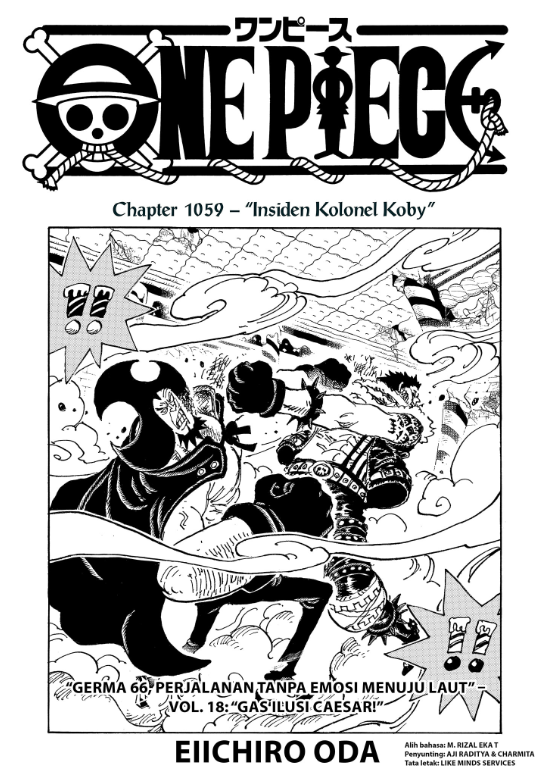 ワンピース
ONE PIECE
Chapter 1059 – “Insiden Kolonel Koby”
!!
!!
“GERMA 66, PERJALANAN TANPA EMOSI MENUJU LAUT” –
VOL. 18: “GAS ILUSI CAESAR!”
EIICHIRO ODA
Alih bahasa: M. RIZAL EKA T
Penyunting: AJI RADITYA & CHARMITA
Tata letak: LIKE MINDS SERVICES